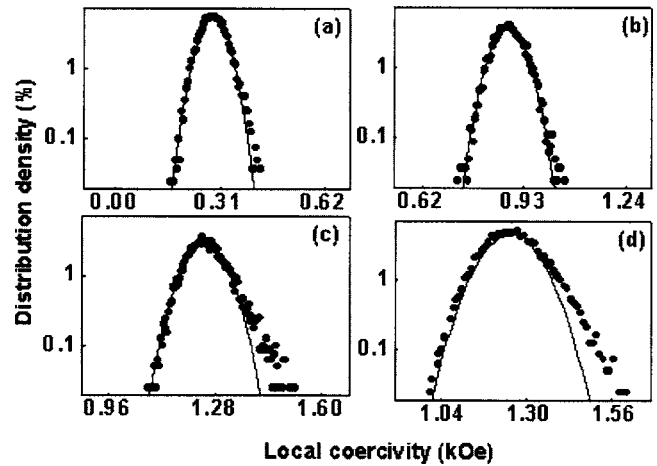 Distribution density (%)
(a)
1
0.1
0.00 0.31 0.62
(b)
1
0.1
0.62 0.93 1.24
(c)
1
0.1
0.96 1.28 1.60
(d)
1
0.1
1.04 1.30 1.56
Local coercivity (kOe)